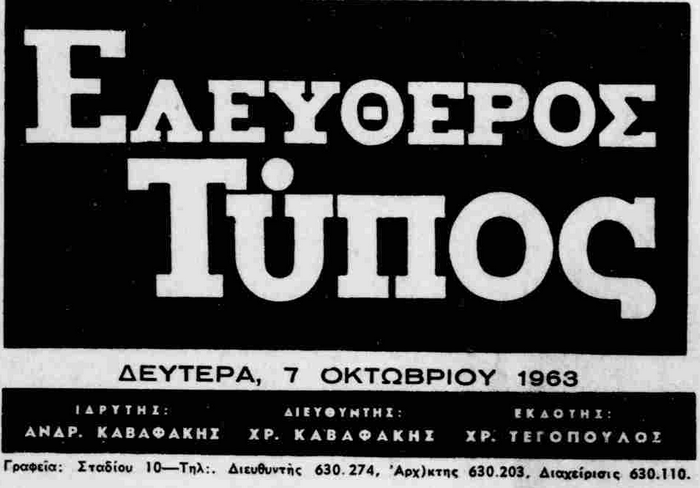 ΕΛΕΥΘΕΡΟΣ
Τύπος
ΔΕΥΤΕΡΑ, 7 ΟΚΤΩΒΡΙΟΥ 1963
ΙΔΡΥΤΗΣ: ΔΙΕΥΘΥΝΤΗΣ: ΕΚΔΟΤΗΣ:
ΑΝΔΡ. ΚΑΒΑΦΑΚΗΣ ΧΡ. ΚΑΒΑΦΑΚΗΣ ΧΡ. ΤΕΓΟΠΟΥΛΟΣ
Γραφεία: Σταδίου 10—Τηλ:. Διευθυντής 630.274, Ἀρχ)κτης 630.203, Διαχείρισις 630.110.